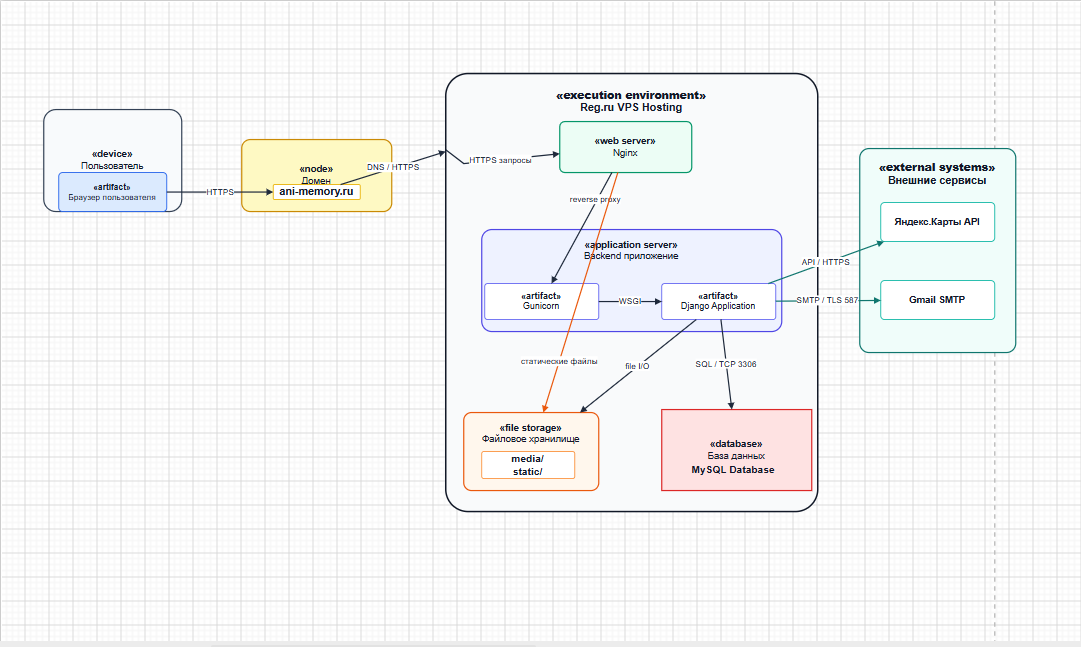 «device»
Пользователь
«artifact»
Браузер пользователя
HTTPS
«node»
Домен
ani-memory.ru
DNS / HTTPS
«execution environment»
Reg.ru VPS Hosting
«web server»
Nginx
HTTPS запросы
reverse proxy
«application server»
Backend приложение
«artifact»
Gunicorn
WSGI
«artifact»
Django Application
статические файлы
file I/O
SQL / TCP 3306
«file storage»
Файловое хранилище
media/
static/
«database»
База данных
MySQL Database
API / HTTPS
SMTP / TLS 587
«external systems»
Внешние сервисы
Яндекс.Карты API
Gmail SMTP